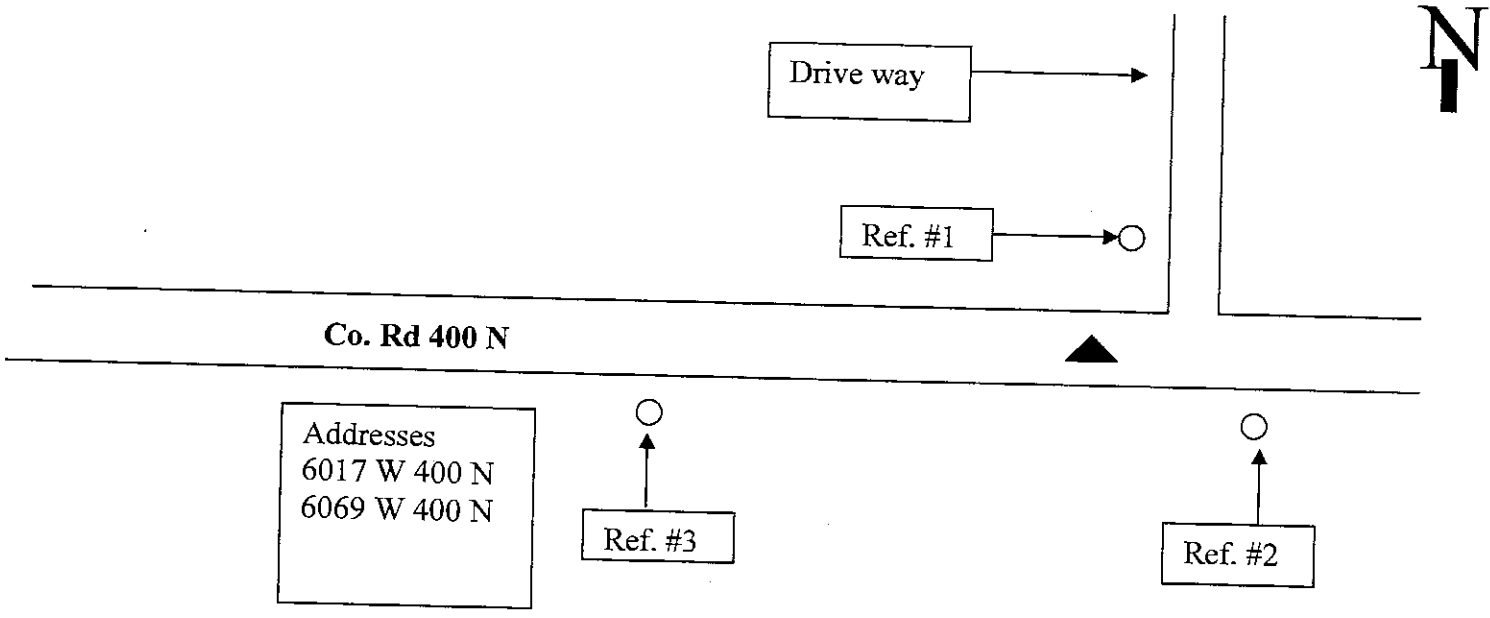 N
Drive way
Ref. #1
Co. Rd 400 N
Addresses
6017 W 400 N
6069 W 400 N
Ref. #3
Ref. #2